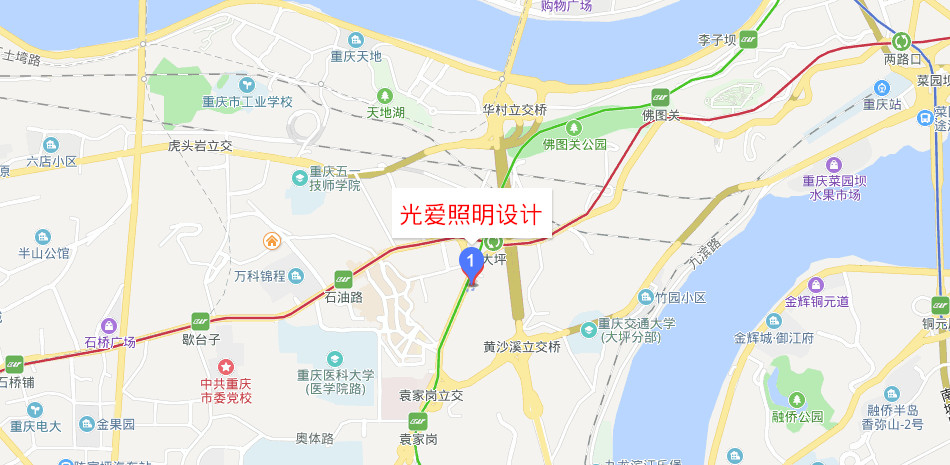 购物广场
李子坝
重庆天地
两路口
土湾路
菜园坝
重庆市工业学校
天地湖
华村立交桥
佛图关
重庆站
佛图关公园
虎头岩立交
六店小区
重庆五一
技师学院
重庆菜园坝
水果市场
光爱照明设计
半山公馆
1
大坪
九滨路
万科锦程
石油路
竹园小区
金辉铜元道
石桥广场
歇台子
重庆交通大学
(大坪分部)
黄沙溪立交桥
金辉城·御江府
铜元
石桥铺
中共重庆
市委党校
重庆医科大学
(医学院路)
袁家岗立交
融侨公园
融侨半岛
香弥山-2号
重庆电大
金果园
奥体路
袁家岗